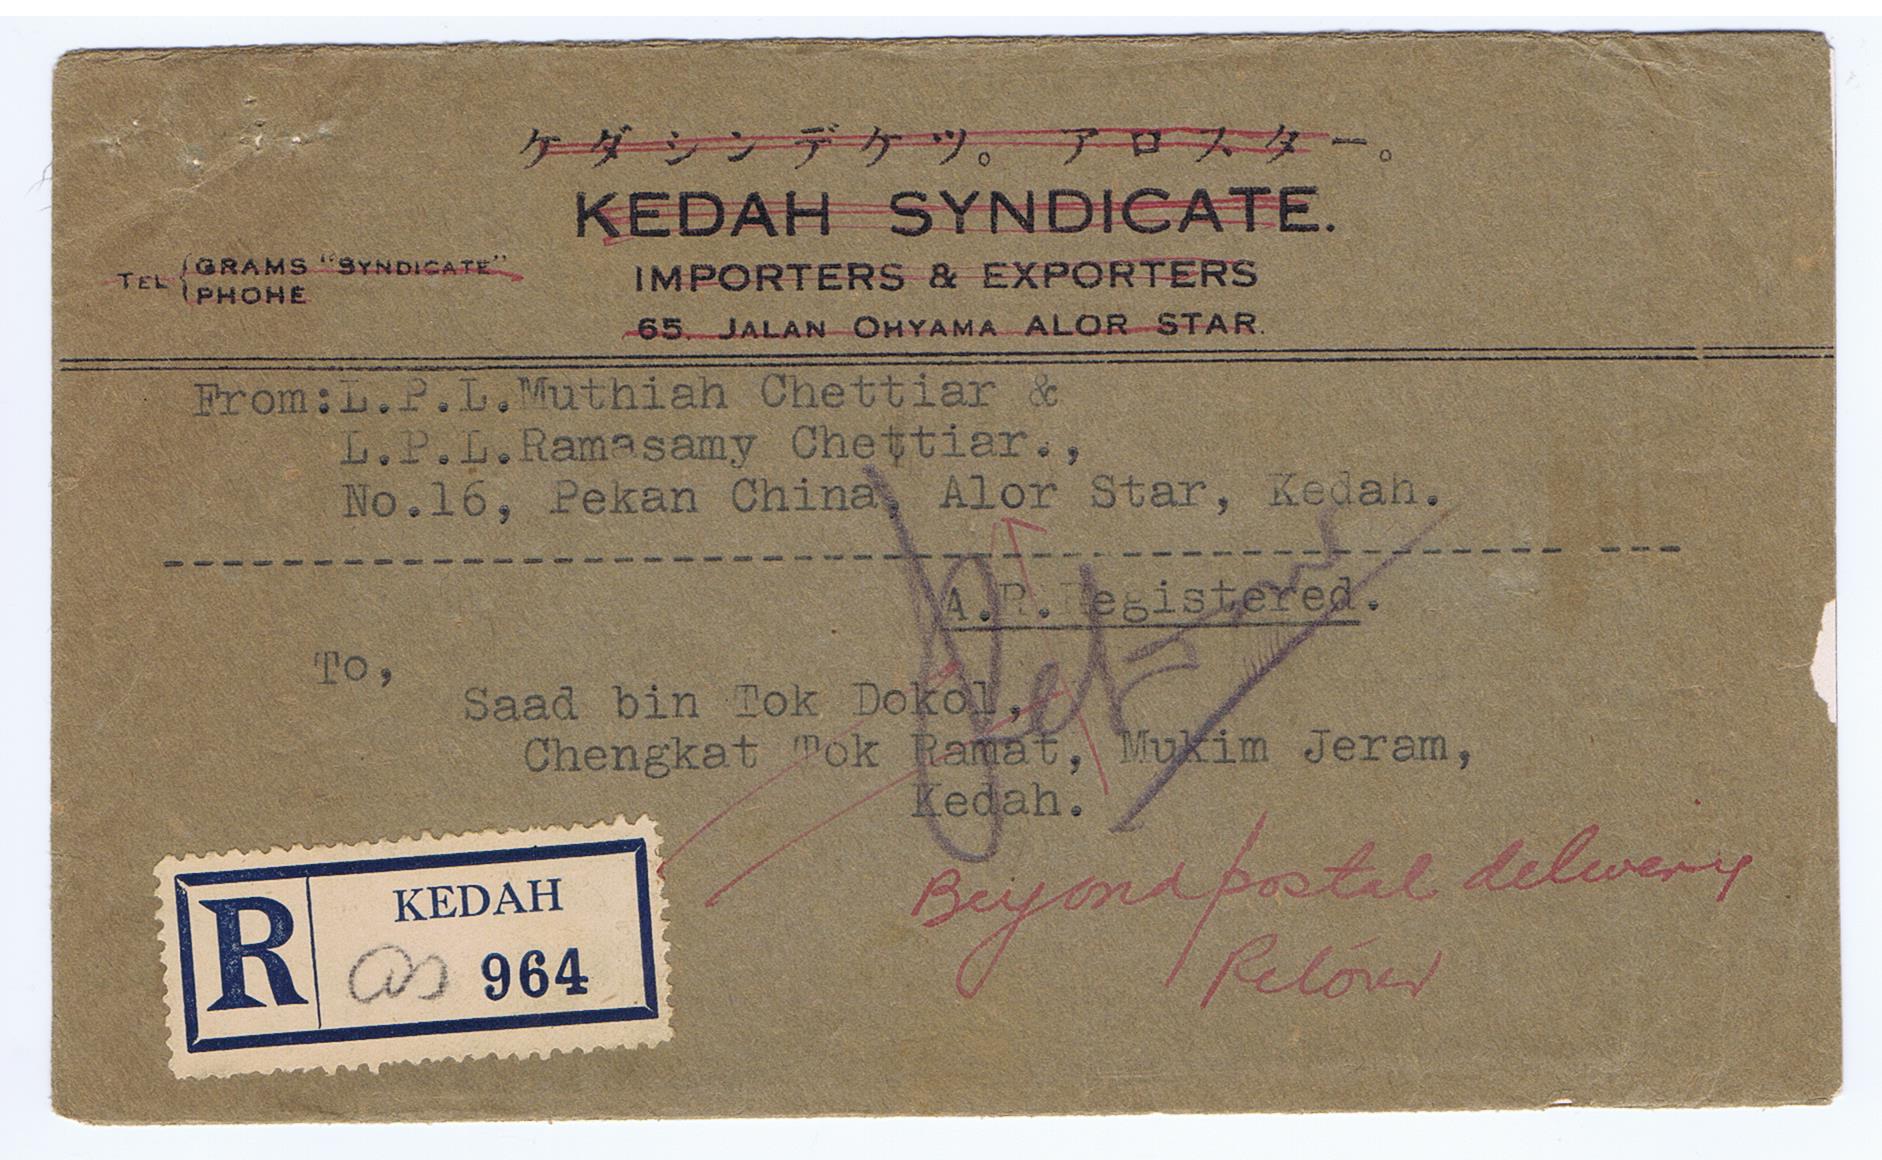 ケダシンデケツ。アロスター。
KEDAH SYNDICATE.
IMPORTERS & EXPORTERS
TEL { GRAMS "SYNDICATE"
PHOHE
65, JALAN OHYAMA ALOR STAR.
From:L.P.L.Muthiah Chettiar &
L.P.L.Ramasamy Chettiar.,
No.16, Pekan China, Alor Star, Kedah.
A.R.Registered.
To,
Saad bin Tok Dokol,
Chengkat Tok Ramat, Mukim Jeram,
Kedah.
Beyond postal delivery
R KEDAH
964